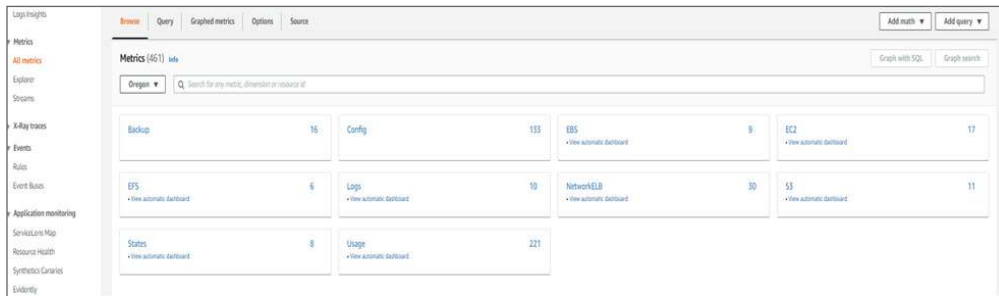 Logs Insights
Metrics
All metrics
Explorer
Streams
X-Ray traces
Events
Rules
Event Buses
Application monitoring
ServiceLens Map
Resource Health
Synthetics Canaries
Evidently
Browse Query Graphed metrics Options Source
Add math Add query
Metrics (461) Info
Graph with SQL Graph search
Oregon Search for any metric, dimension or resource id
Backup 16
Config 133
EBS 9
• View automatic dashboard
EC2 17
• View automatic dashboard
EFS 6
• View automatic dashboard
Logs 10
• View automatic dashboard
NetworkELB 30
• View automatic dashboard
S3 11
• View automatic dashboard
States 8
• View automatic dashboard
Usage 221
• View automatic dashboard